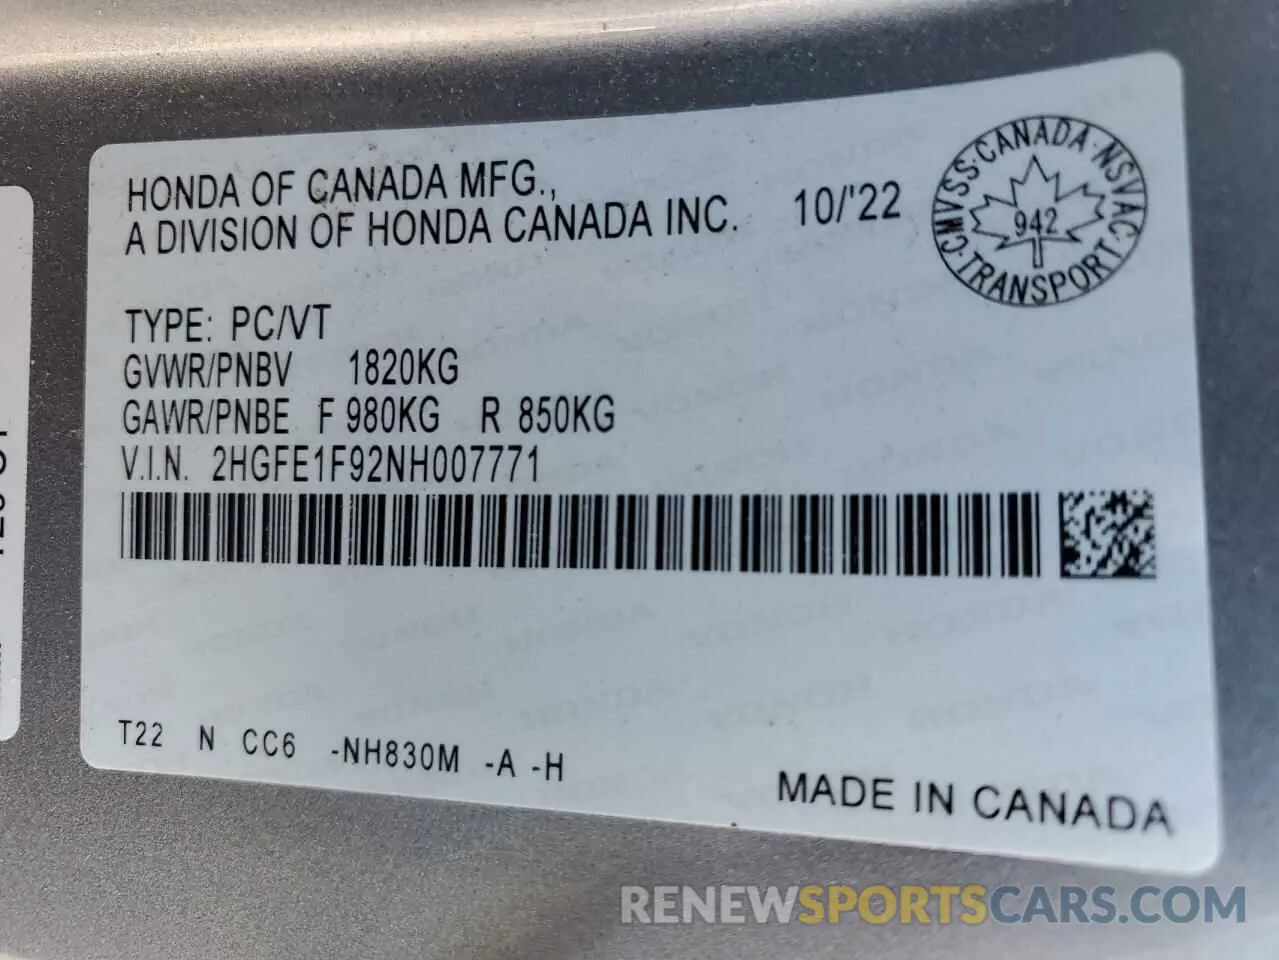 HONDA OF CANADA MFG.,
A DIVISION OF HONDA CANADA INC. 10/'22
CMVSS·CANADA·NSVAC·TRANSPORT·
942
TYPE: PC/VT
GVWR/PNBV 1820KG
GAWR/PNBE F 980KG R 850KG
V.I.N. 2HGFE1F92NH007771
T22 N CC6 -NH830M -A -H
MADE IN CANADA
RENEWSPORTSCARS.COM